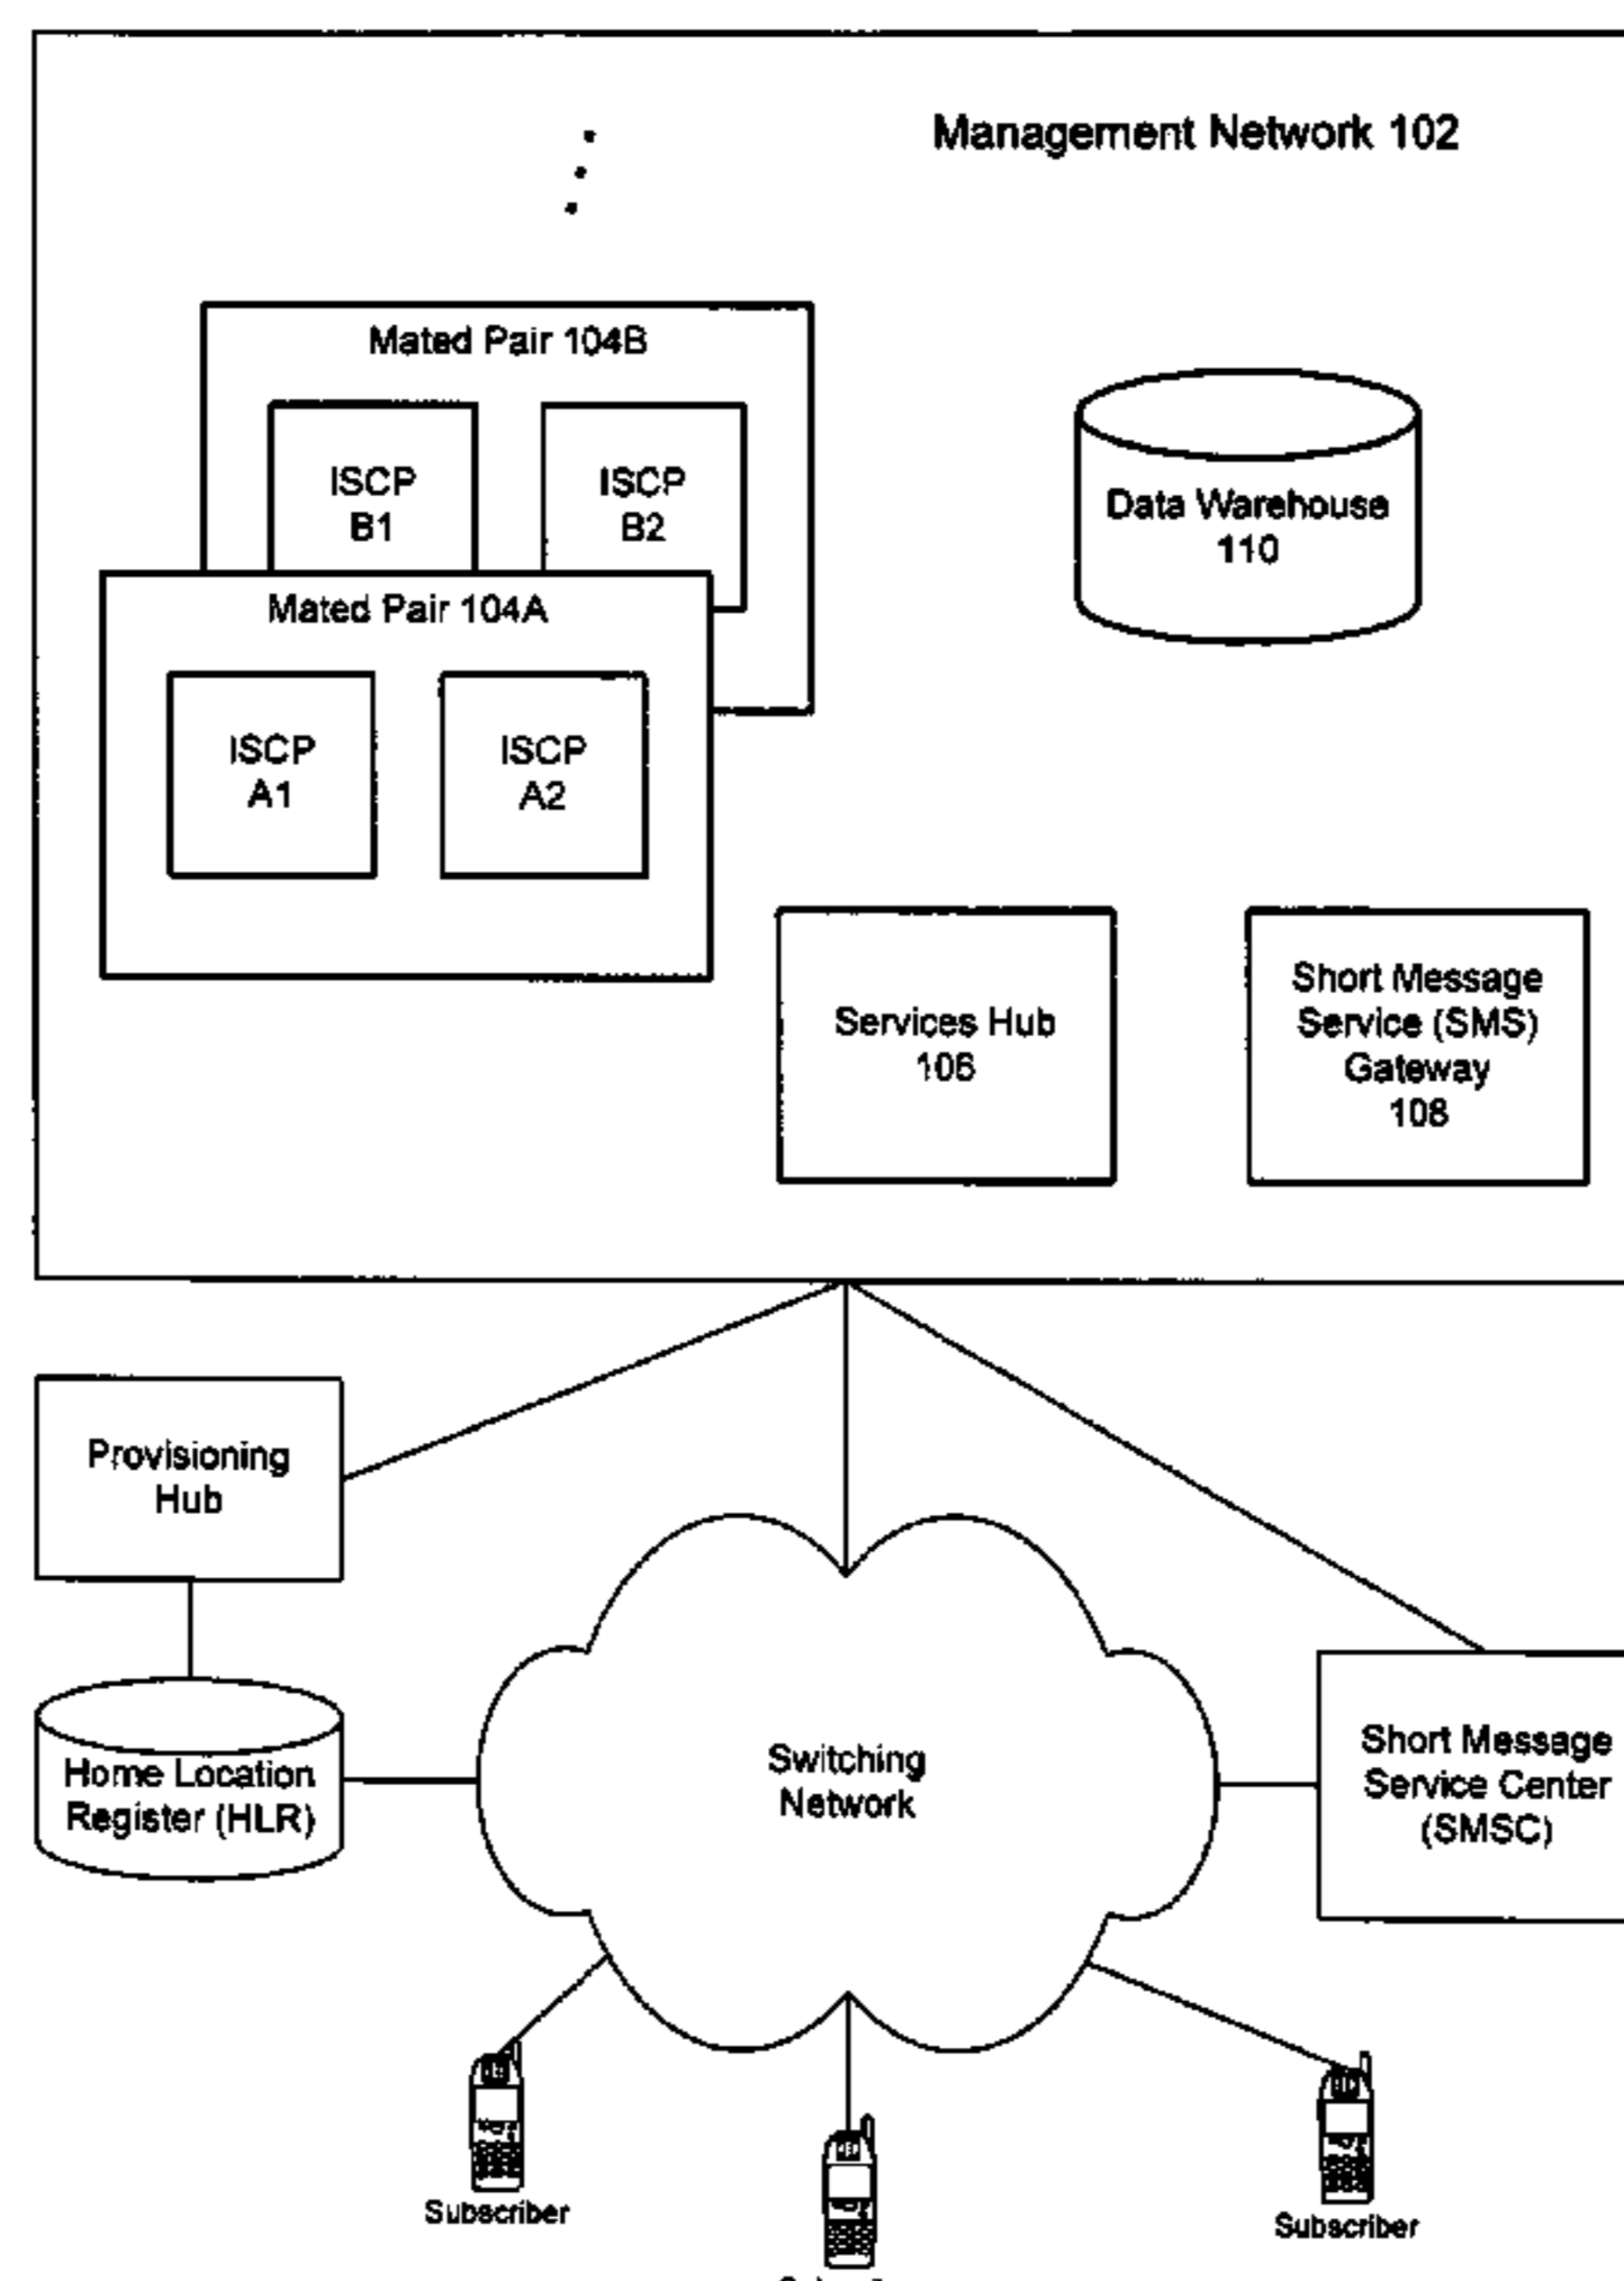 Management Network 102
Mated Pair 104B
ISCP
B1
ISCP
B2
Data Warehouse
110
Mated Pair 104A
ISCP
A1
ISCP
A2
Services Hub
106
Short Message
Service (SMS)
Gateway
108
Provisioning
Hub
Home Location
Register (HLR)
Switching
Network
Short Message
Service Center
(SMSC)
Subscriber
Subscriber